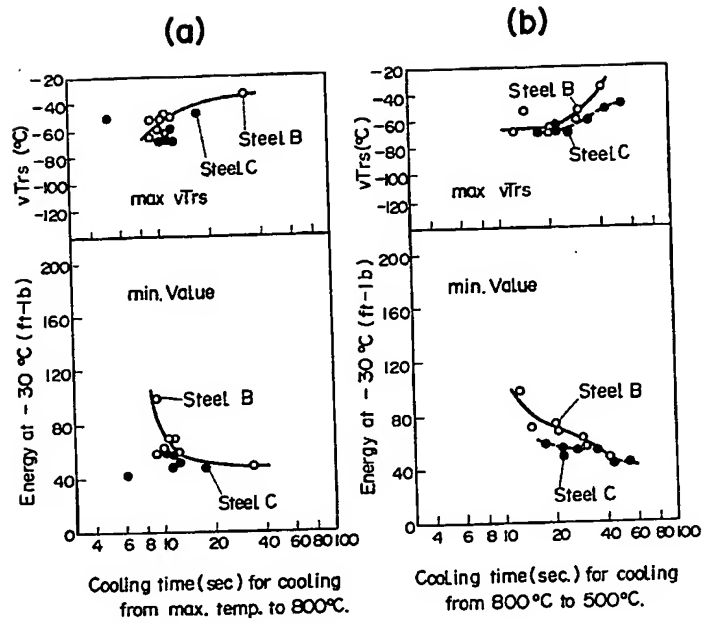 (a)
(b)
-20
-40
-60
-80
-100
-120
vTrs (°C)
Steel B
Steel C
max vTrs
-20
-40
-60
-80
-100
-120
vTrs(°C)
Steel B
Steel C
max vTrs
200
160
120
80
40
0
Energy at - 30 °C (ft-lb)
min. Value
Steel B
Steel C
4 6 8 10 20 40 60 80 100
Cooling time(sec) for cooling
from max. temp. to 800°C.
200
160
120
80
40
0
Energy at - 30 °C (ft-lb)
min. Value
Steel B
Steel C
4 6 8 10 20 40 60 80 100
Cooling time(sec.) for cooling
from 800°C to 500°C.